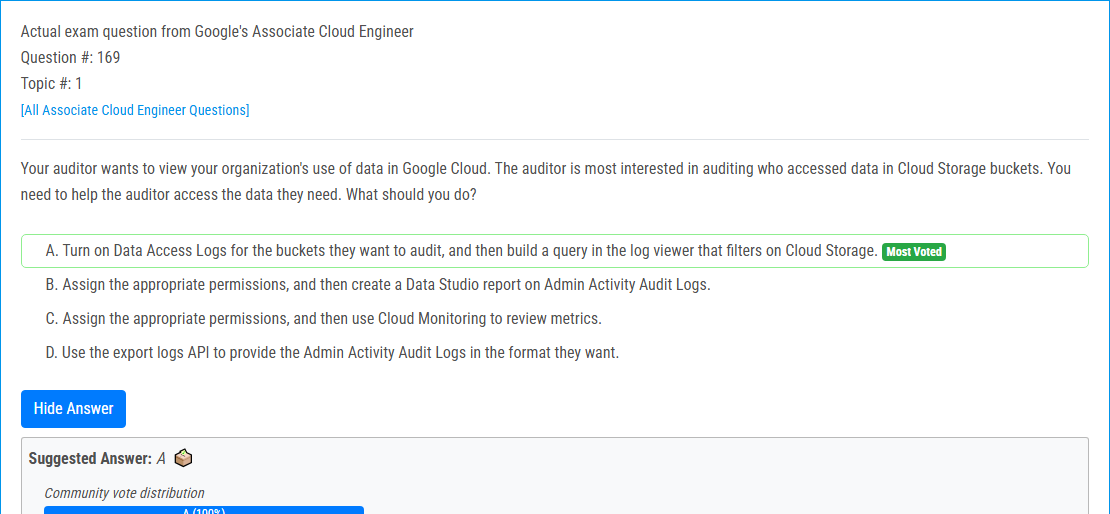 Actual exam question from Google's Associate Cloud Engineer
Question #: 169
Topic #: 1
[All Associate Cloud Engineer Questions]
Your auditor wants to view your organization's use of data in Google Cloud. The auditor is most interested in auditing who accessed data in Cloud Storage buckets. You
need to help the auditor access the data they need. What should you do?
A. Turn on Data Access Logs for the buckets they want to audit, and then build a query in the log viewer that filters on Cloud Storage. Most Voted
B. Assign the appropriate permissions, and then create a Data Studio report on Admin Activity Audit Logs.
C. Assign the appropriate permissions, and then use Cloud Monitoring to review metrics.
D. Use the export logs API to provide the Admin Activity Audit Logs in the format they want.
Hide Answer
Suggested Answer: A
Community vote distribution
A (100%)